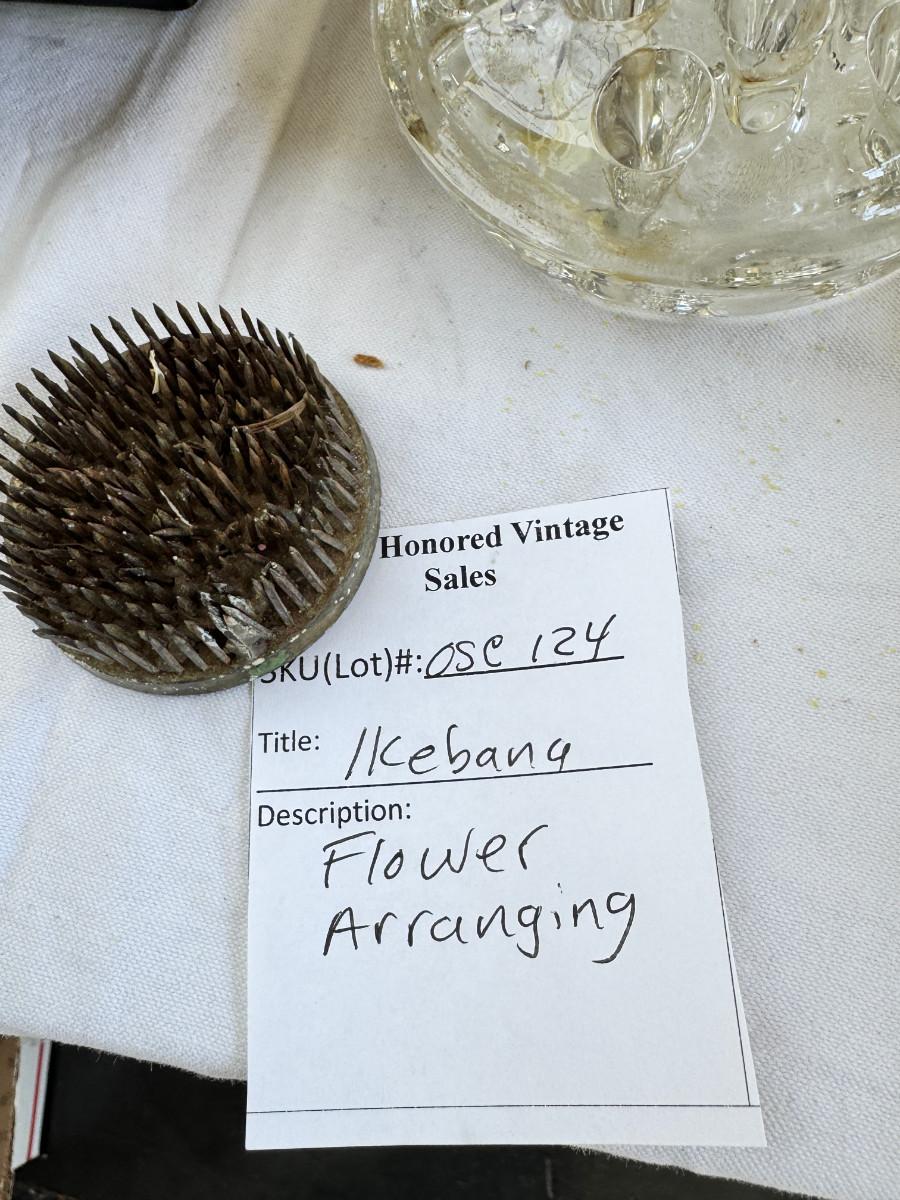 Honored Vintage
Sales
SKU(Lot)#: OSC 124
Title: Ikebana
Description:
Flower
Arranging